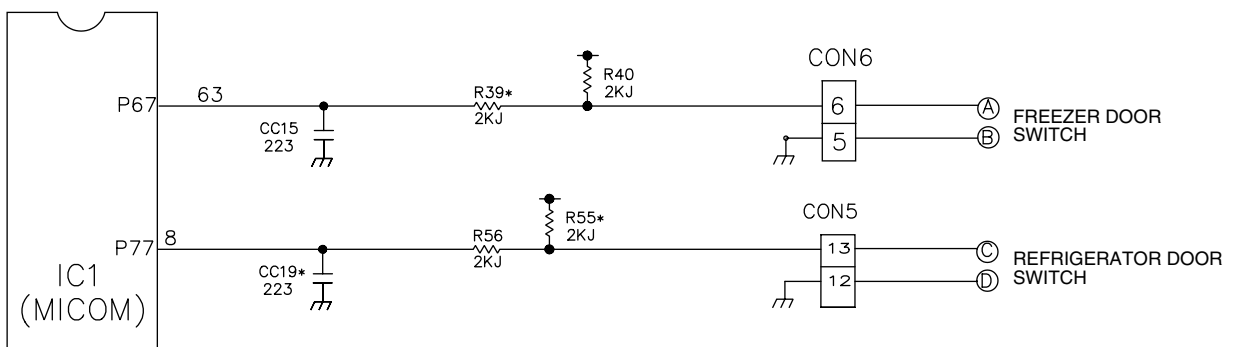 CON6
R40
2KJ
R39*
2KJ
P67
63
6
A
FREEZER DOOR
SWITCH
CC15
223
5
B
CON5
R55*
2KJ
R56
2KJ
P77
8
13
C
REFRIGERATOR DOOR
SWITCH
CC19*
223
12
D
IC1
(MICOM)